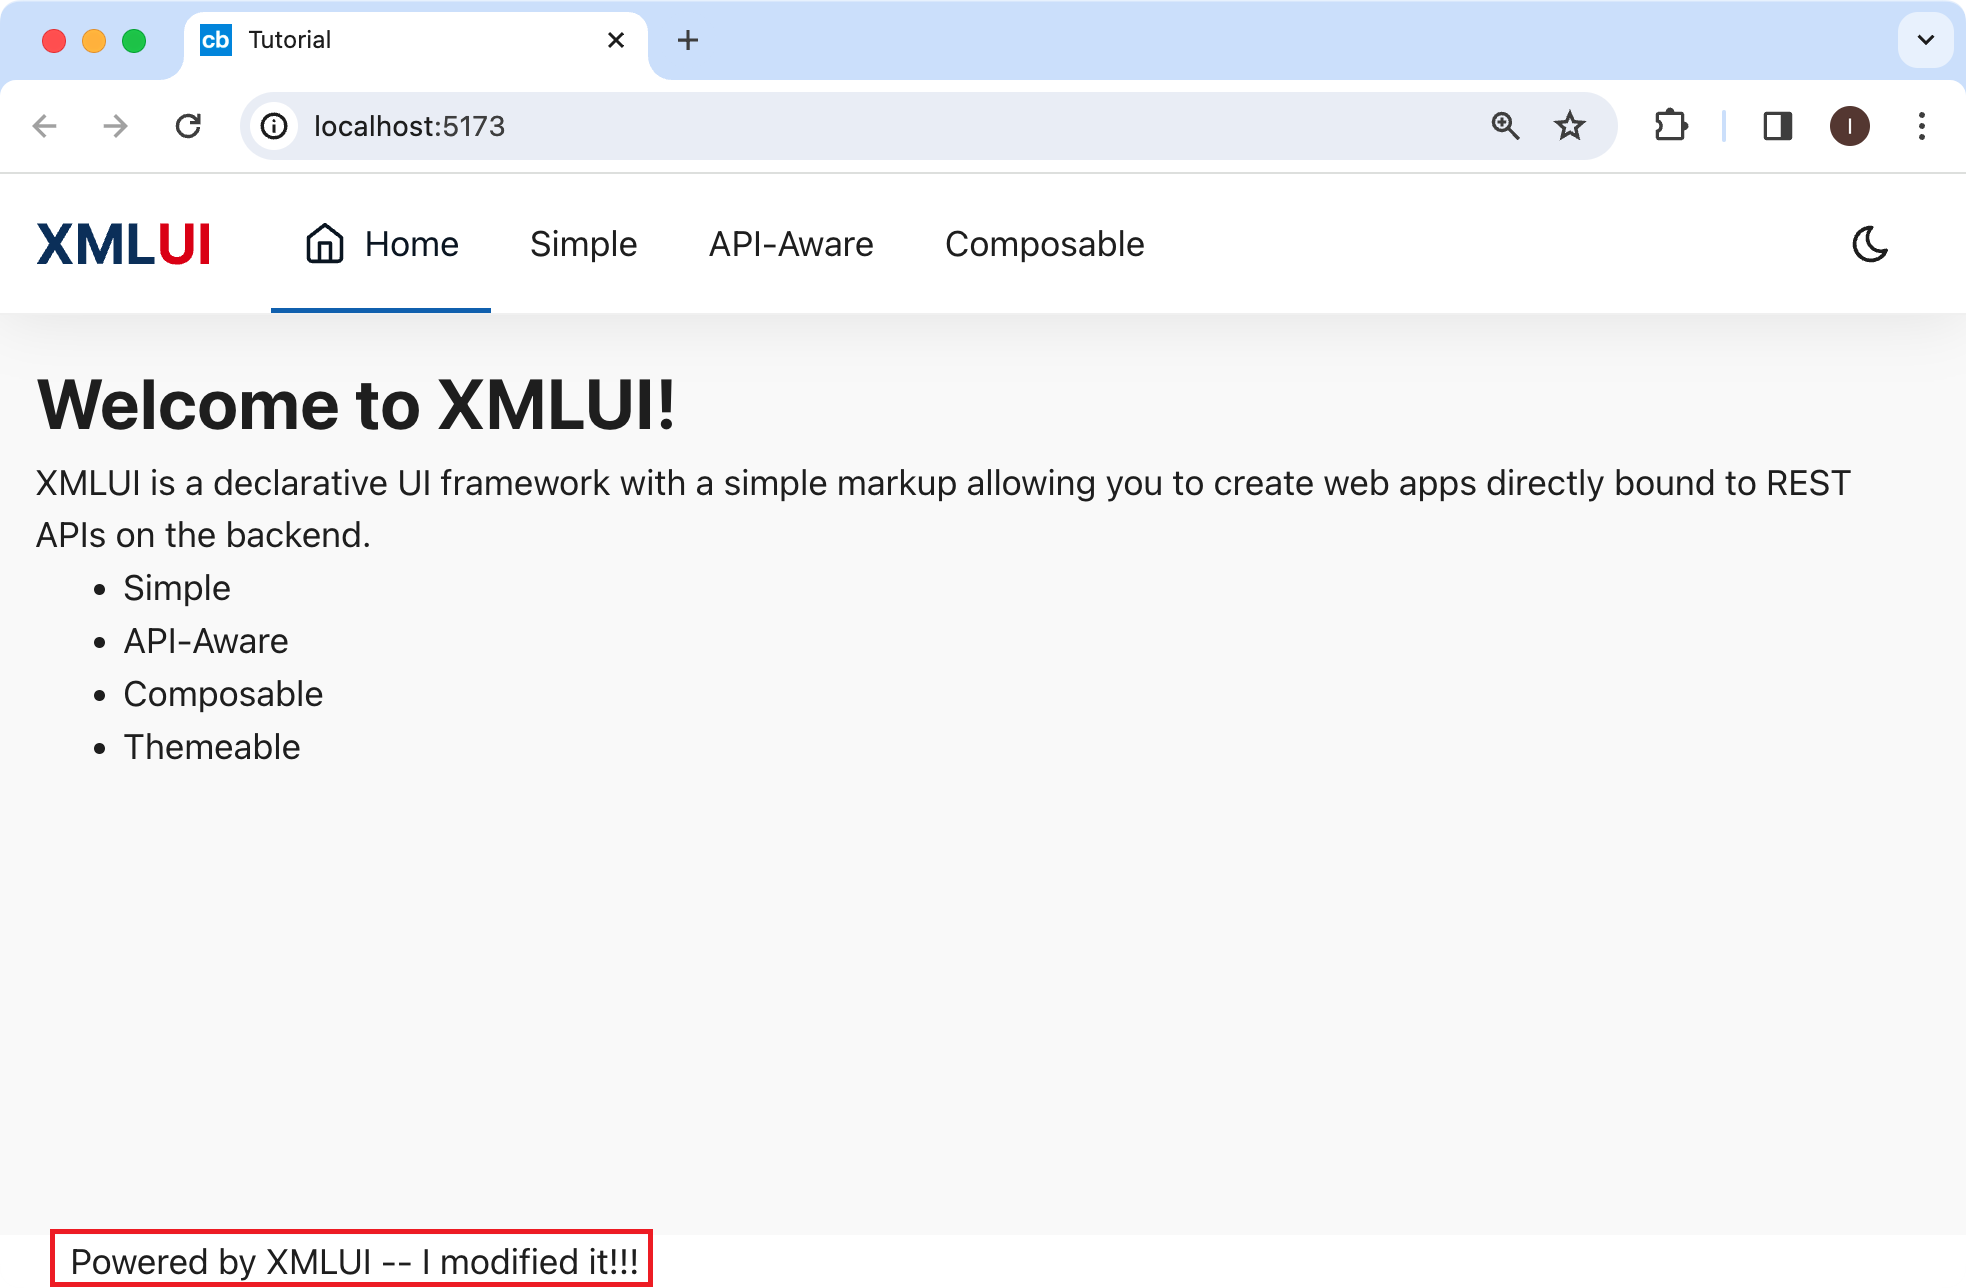 cb Tutorial
localhost:5173
I
XMLUI Home Simple API-Aware Composable
Welcome to XMLUI!
XMLUI is a declarative UI framework with a simple markup allowing you to create web apps directly bound to REST
APIs on the backend.
• Simple
• API-Aware
• Composable
• Themeable
Powered by XMLUI -- I modified it!!!